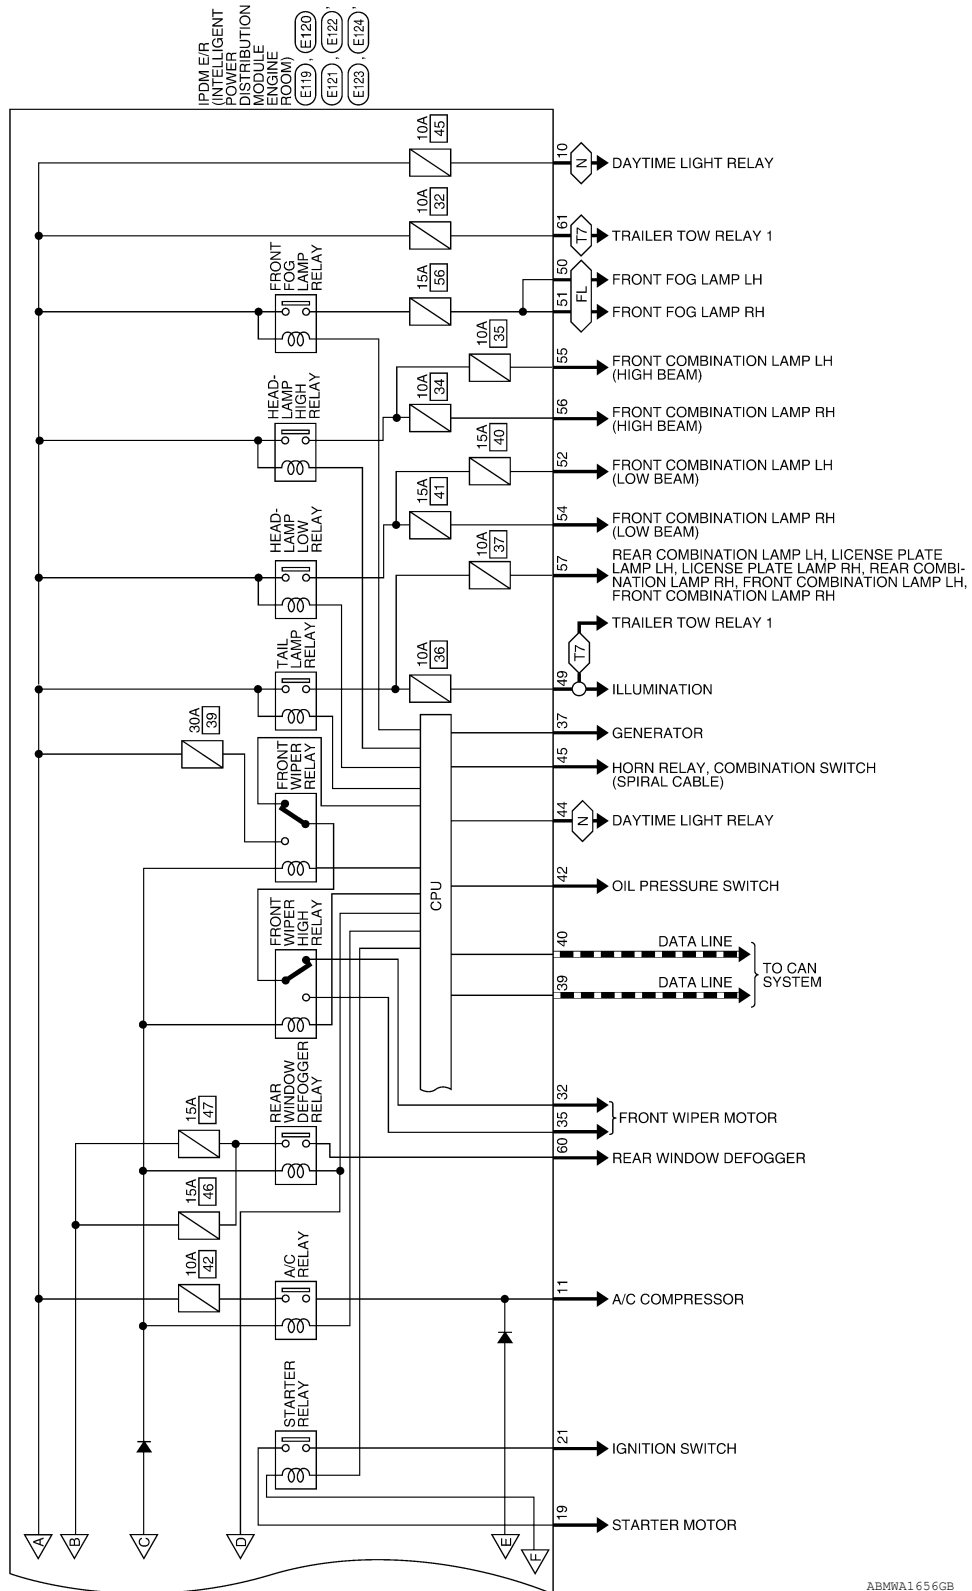 IPDM E/R
(INTELLIGENT
POWER
DISTRIBUTION
MODULE
ENGINE
ROOM)
E119 , E120 ,
E121 , E122 ,
E123 , E124
10A
45
10
N
DAYTIME LIGHT RELAY
10A
32
61
T7
TRAILER TOW RELAY 1
FRONT
FOG
LAMP
RELAY
15A
56
50
51
FL
FRONT FOG LAMP LH
FRONT FOG LAMP RH
10A
35
55
FRONT COMBINATION LAMP LH
(HIGH BEAM)
HEAD-
LAMP
HIGH
RELAY
10A
34
56
FRONT COMBINATION LAMP RH
(HIGH BEAM)
15A
40
52
FRONT COMBINATION LAMP LH
(LOW BEAM)
HEAD-
LAMP
LOW
RELAY
15A
41
54
FRONT COMBINATION LAMP RH
(LOW BEAM)
10A
37
57
REAR COMBINATION LAMP LH, LICENSE PLATE
LAMP LH, LICENSE PLATE LAMP RH, REAR COMBI-
NATION LAMP RH, FRONT COMBINATION LAMP LH,
FRONT COMBINATION LAMP RH
T7
TRAILER TOW RELAY 1
TAIL
LAMP
RELAY
10A
36
49
ILLUMINATION
30A
39
FRONT
WIPER
RELAY
37
GENERATOR
45
HORN RELAY, COMBINATION SWITCH
(SPIRAL CABLE)
44
N
DAYTIME LIGHT RELAY
CPU
42
OIL PRESSURE SWITCH
FRONT
WIPER
HIGH
RELAY
40
DATA LINE
39
DATA LINE
TO CAN
SYSTEM
REAR
WINDOW
DEFOGGER
RELAY
15A
47
32
35
FRONT WIPER MOTOR
60
REAR WINDOW DEFOGGER
15A
46
10A
42
A/C
RELAY
11
A/C COMPRESSOR
STARTER
RELAY
21
IGNITION SWITCH
19
STARTER MOTOR
A
B
C
D
E
F
ABMWA1656GB